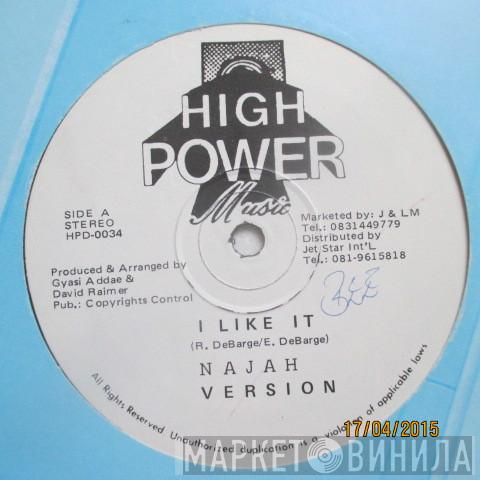 HIGH
POWER
Music
SIDE A
STEREO
HPD-0034
Marketed by: J & LM
Tel.: 0831449779
Distributed by
Jet Star Int'L
Tel.: 081-9615818
Produced & Arranged by
Gyasi Addae &
David Raimer
Pub.: Copyrights Control
I LIKE IT
(R. DeBarge/E. DeBarge)
NAJAH
VERSION
All Rights Reserved Unauthorized duplication is a violation of applicable laws
17/04/2015
МАРКЕТ ВИНИЛА